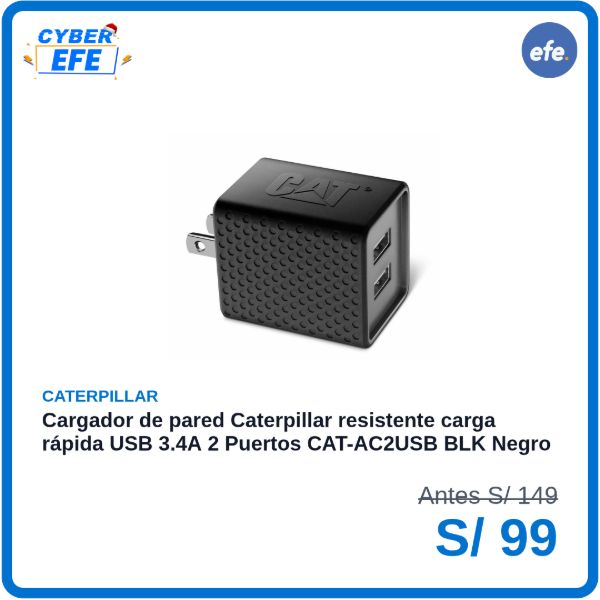 CYBER
EFE
efe.
CAT®
CATERPILLAR
Cargador de pared Caterpillar resistente carga
rápida USB 3.4A 2 Puertos CAT-AC2USB BLK Negro
Antes S/ 149
S/ 99